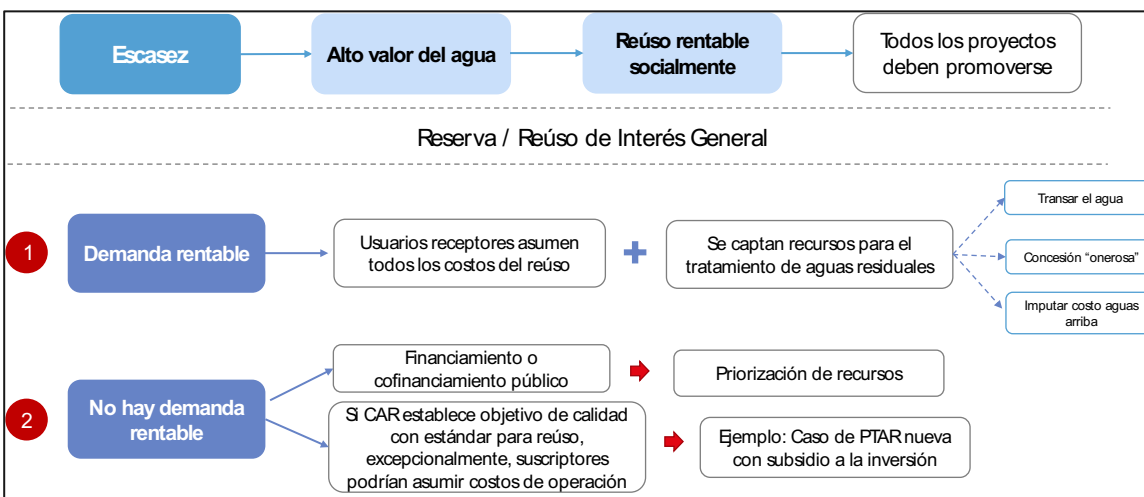 Escasez
Alto valor del agua
Reúso rentable
socialmente
Todos los proyectos
deben promoverse
Reserva / Reúso de Interés General
1
Demanda rentable
Usuarios receptores asumen
todos los costos del reúso
+
Se captan recursos para el
tratamiento de aguas residuales
Transar el agua
Concesión “onerosa”
Imputar costo aguas
arriba
2
No hay demanda
rentable
Financiamiento o
cofinanciamiento público
Priorización de recursos
Si CAR establece objetivo de calidad
con estándar para reúso,
excepcionalmente, suscriptores
podrían asumir costos de operación
Ejemplo: Caso de PTAR nueva
con subsidio a la inversión